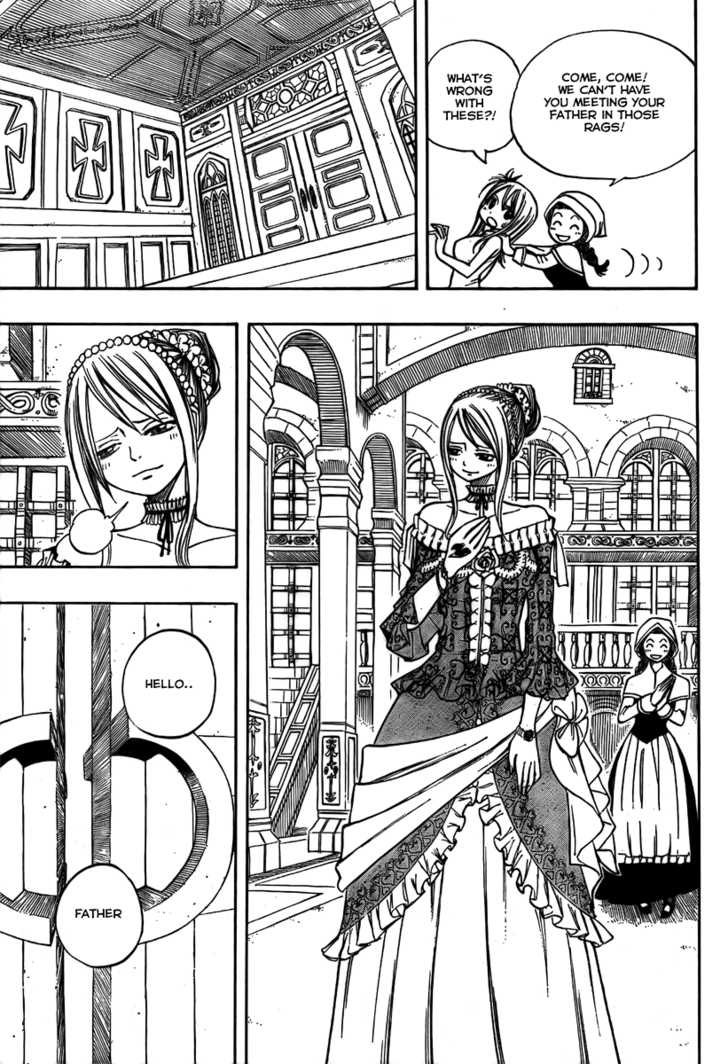 COME, COME!
WE CAN'T HAVE
YOU MEETING YOUR
FATHER IN THOSE
RAGS!
WHAT'S
WRONG
WITH
THESE?!
HELLO..
FATHER